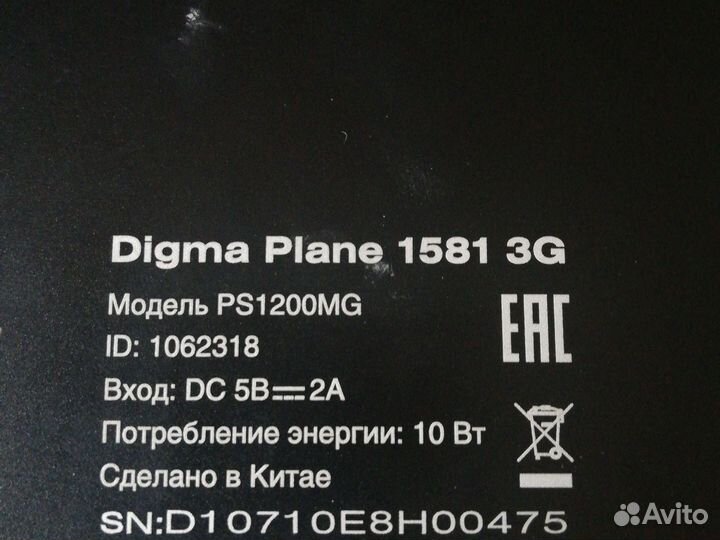 Digma Plane 1581 3G
Модель PS1200MG
ID: 1062318
EAC
Вход: DC 5В⎓2А
Потребление энергии: 10 Вт
Сделано в Китае
SN:D10710E8H00475
Avito